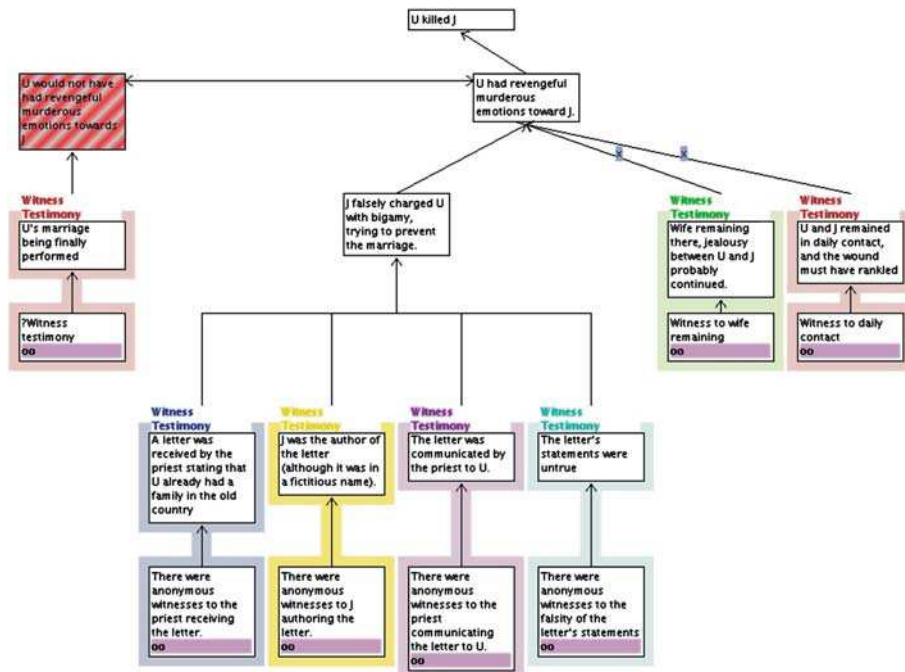 U killed J
U would not have
had revengeful
murderous
emotions towards
J
U had revengeful
murderous
emotions toward J.
X
X
J falsely charged U
with bigamy,
trying to prevent
the marriage.
Witness
Testimony
U's marriage
being finally
performed
?Witness
testimony
oo
Witness
Testimony
Wife remaining
there, jealousy
between U and J
probably
continued.
Witness to wife
remaining
oo
Witness
Testimony
U and J remained
in daily contact,
and the wound
must have rankled
Witness to daily
contact
oo
Witness
Testimony
A letter was
received by the
priest stating that
U already had a
family in the old
country
There were
anonymous
witnesses to the
priest receiving
the letter.
oo
Witness
Testimony
J was the author of
the letter
(although it was in
a fictitious name).
There were
anonymous
witnesses to J
authoring the
letter.
oo
Witness
Testimony
The letter was
communicated by
the priest to U.
There were
anonymous
witnesses to the
priest
communicating
the letter to U.
oo
Witness
Testimony
The letter's
statements were
untrue
There were
anonymous
witnesses to the
falsity of the
letter's statements
oo